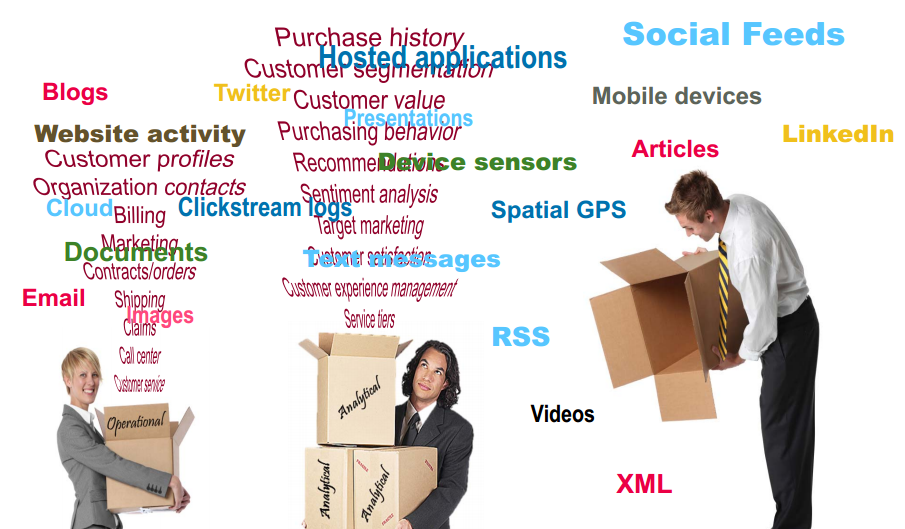 Social Feeds
Purchase history
Hosted applications
Customer segmentation
Blogs
Twitter
Customer value
Mobile devices
Presentations
Website activity
Purchasing behavior
LinkedIn
Articles
Customer profiles
Recommendations
Device sensors
Organization contacts
Sentiment analysis
Cloud
Billing
Clickstream logs
Spatial GPS
Target marketing
Marketing
Documents
Customer satisfaction
Text messages
Contracts/orders
Customer experience management
Email
Shipping
Images
Claims
Service tiers
RSS
Call center
Customer service
Operational
Analytical
Videos
Analytical
Analytical
XML